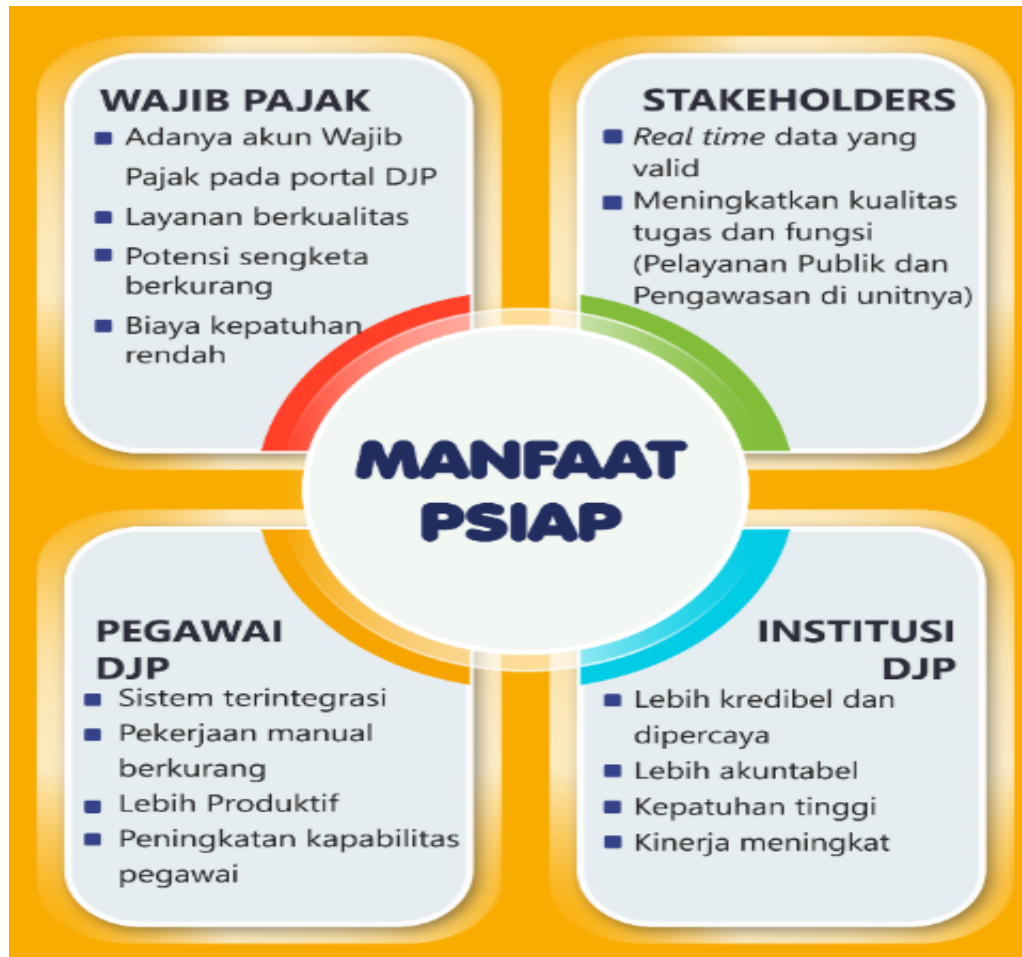 WAJIB PAJAK
Adanya akun Wajib
Pajak pada portal DJP
Layanan berkualitas
Potensi sengketa
berkurang
Biaya kepatuhan
rendah
STAKEHOLDERS
Real time data yang
valid
Meningkatkan kualitas
tugas dan fungsi
(Pelayanan Publik dan
Pengawasan di unitnya)
MANFAAT
PSIAP
PEGAWAI
DJP
Sistem terintegrasi
Pekerjaan manual
berkurang
Lebih Produktif
Peningkatan kapabilitas
pegawai
INSTITUSI
DJP
Lebih kredibel dan
dipercaya
Lebih akuntabel
Kepatuhan tinggi
Kinerja meningkat